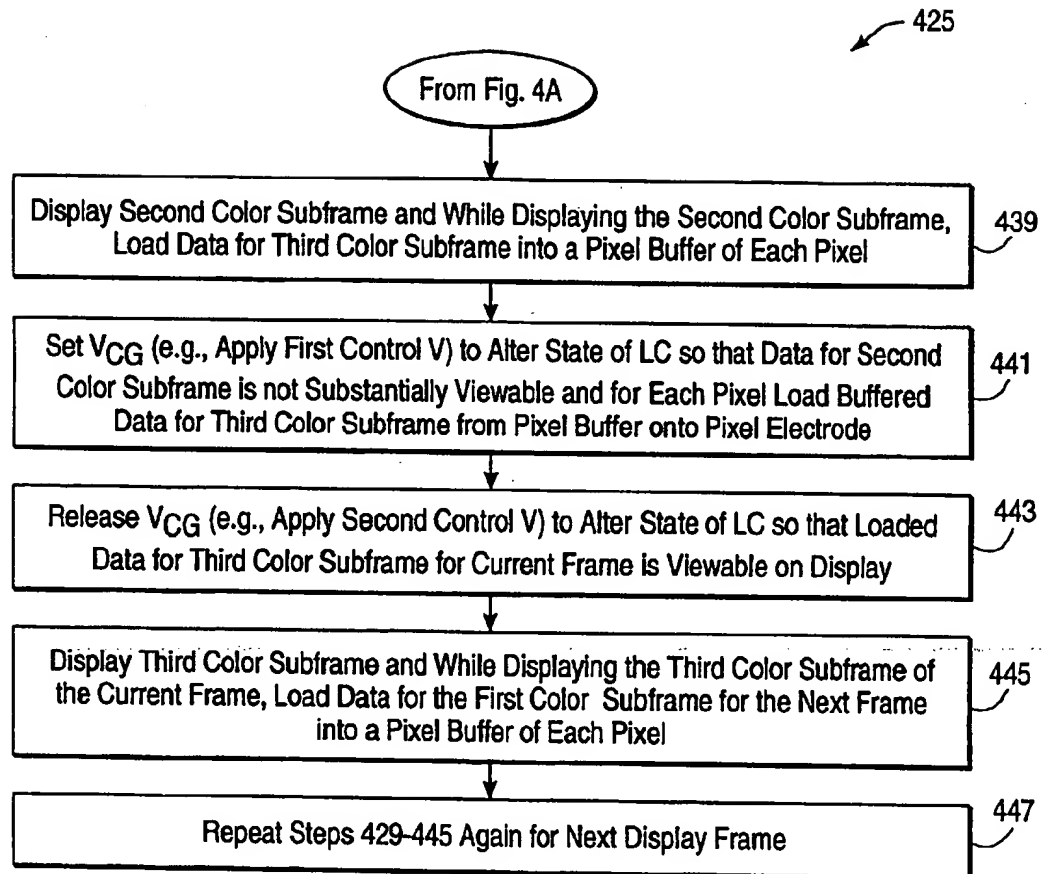 425
From Fig. 4A
Display Second Color Subframe and While Displaying the Second Color Subframe,
Load Data for Third Color Subframe into a Pixel Buffer of Each Pixel
439
Set VCG (e.g., Apply First Control V) to Alter State of LC so that Data for Second
Color Subframe is not Substantially Viewable and for Each Pixel Load Buffered
Data for Third Color Subframe from Pixel Buffer onto Pixel Electrode
441
Release VCG (e.g., Apply Second Control V) to Alter State of LC so that Loaded
Data for Third Color Subframe for Current Frame is Viewable on Display
443
Display Third Color Subframe and While Displaying the Third Color Subframe of
the Current Frame, Load Data for the First Color Subframe for the Next Frame
into a Pixel Buffer of Each Pixel
445
Repeat Steps 429-445 Again for Next Display Frame
447